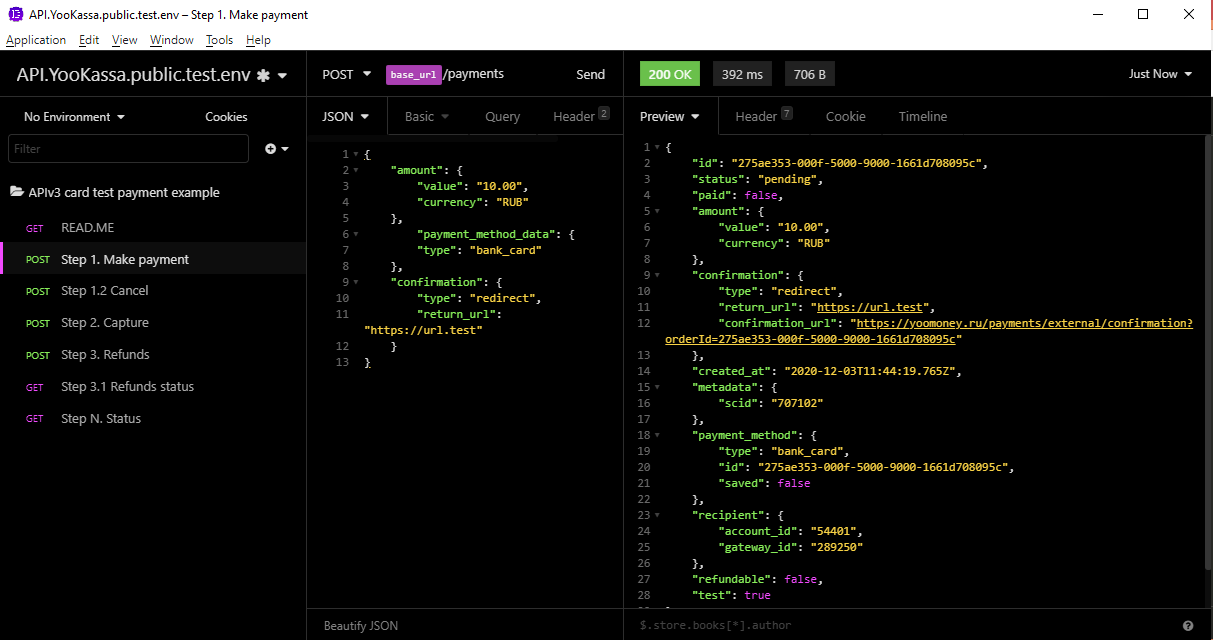 API.YooKassa.public.test.env – Step 1. Make payment
Application Edit View Window Tools Help
API.YooKassa.public.test.env ✱
No Environment Cookies
Filter
APIv3 card test payment example
GET READ.ME
POST Step 1. Make payment
POST Step 1.2 Cancel
POST Step 2. Capture
POST Step 3. Refunds
GET Step 3.1 Refunds status
GET Step N. Status
POST base_url/payments Send
JSON Basic Query Header 2
1 {
2 "amount": {
3 "value": "10.00",
4 "currency": "RUB"
5 },
6 "payment_method_data": {
7 "type": "bank_card"
8 },
9 "confirmation": {
10 "type": "redirect",
11 "return_url":
"https://url.test"
12 }
13 }
Beautify JSON
200 OK 392 ms 706 B Just Now
Preview Header 7 Cookie Timeline
1 {
2 "id": "275ae353-000f-5000-9000-1661d708095c",
3 "status": "pending",
4 "paid": false,
5 "amount": {
6 "value": "10.00",
7 "currency": "RUB"
8 },
9 "confirmation": {
10 "type": "redirect",
11 "return_url": "https://url.test",
12 "confirmation_url": "https://yoomoney.ru/payments/external/confirmation?
orderId=275ae353-000f-5000-9000-1661d708095c"
13 },
14 "created_at": "2020-12-03T11:44:19.765Z",
15 "metadata": {
16 "scid": "707102"
17 },
18 "payment_method": {
19 "type": "bank_card",
20 "id": "275ae353-000f-5000-9000-1661d708095c",
21 "saved": false
22 },
23 "recipient": {
24 "account_id": "54401",
25 "gateway_id": "289250"
26 },
27 "refundable": false,
28 "test": true
$.store.books[*].author